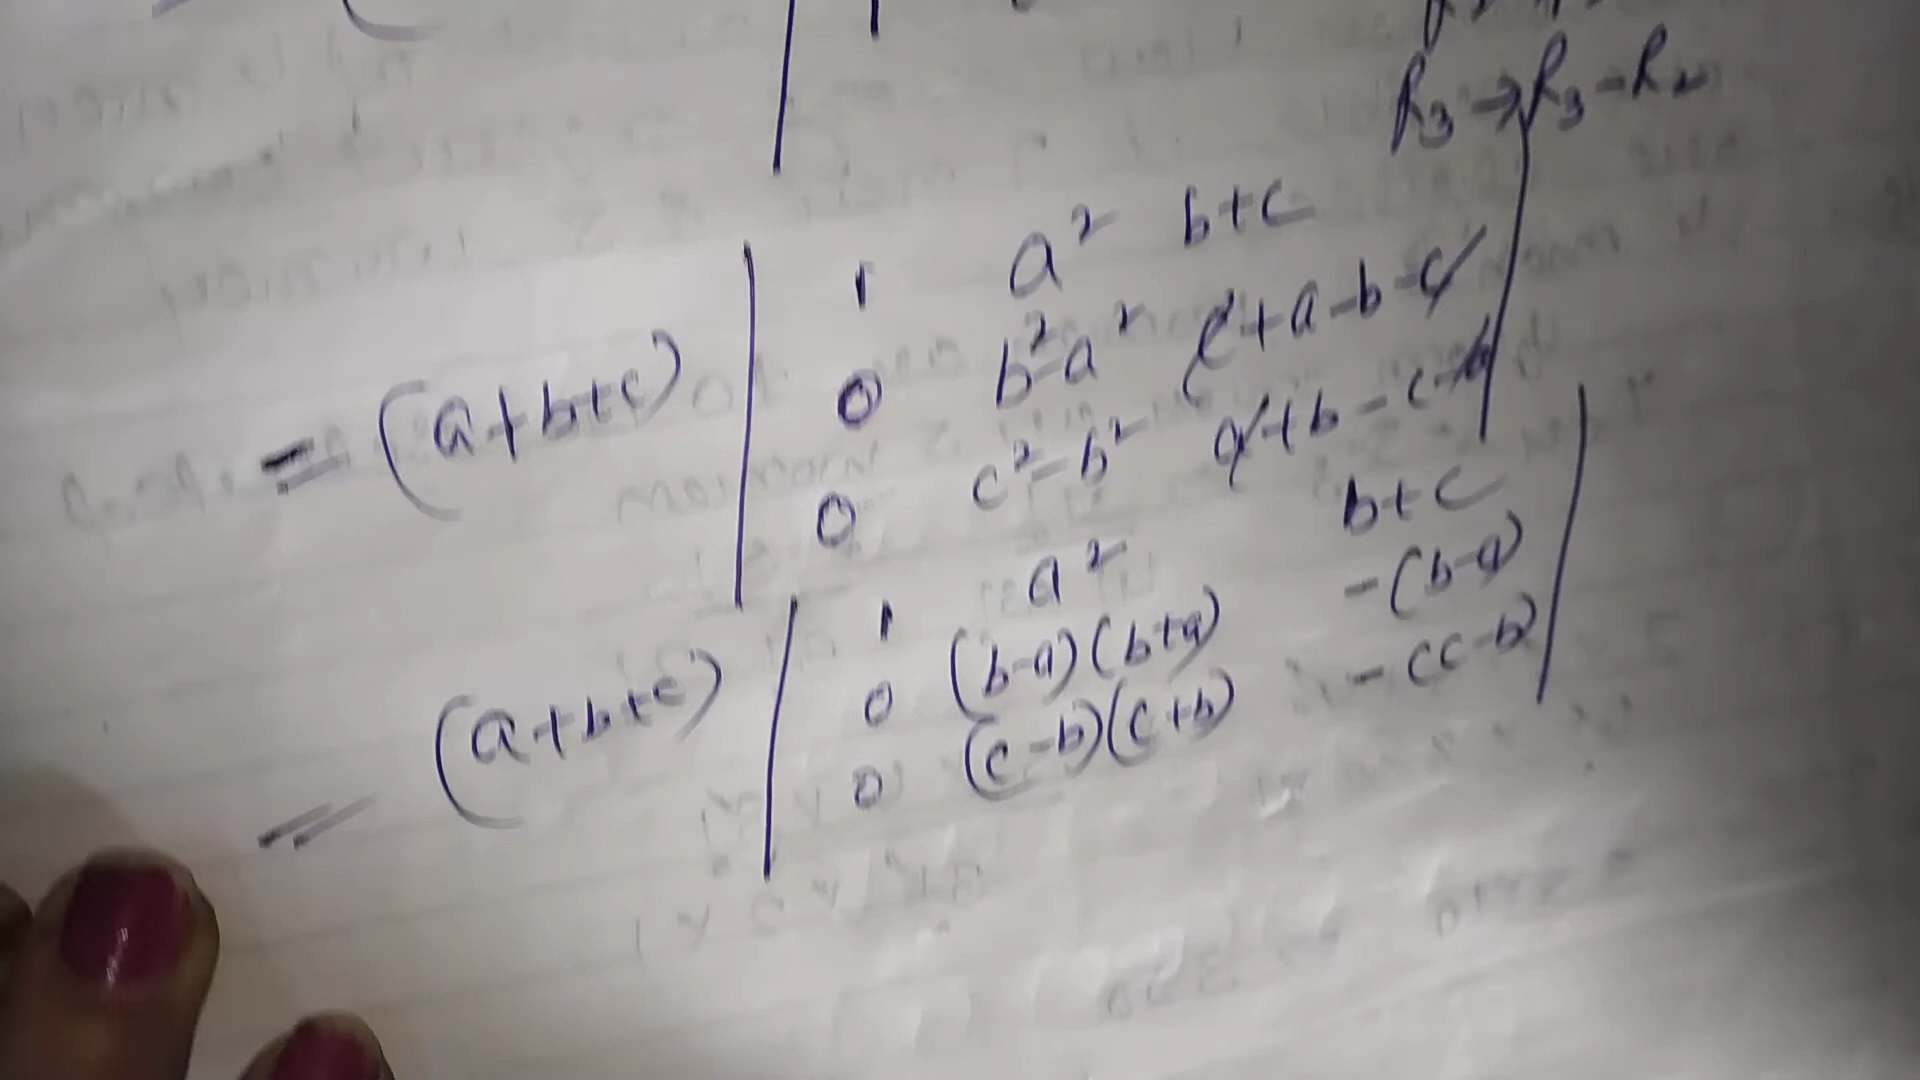 R₃ → R₃ - R₂
1 a² b+c
= (a+b+c) 0 b²-a² c+a-b-c
0 c²-b² a+b-c-a
1 a² b+c
= (a+b+c) 0 (b-a)(b+a) -(b-a)
0 (c-b)(c+b) -(c-b)